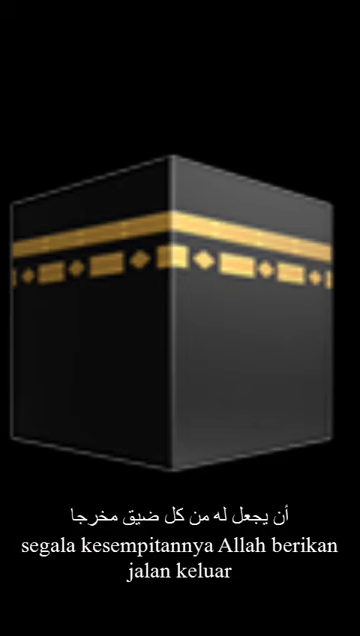 أن يجعل له من كل ضيق مخرجا
segala kesempitannya Allah berikan
jalan keluar